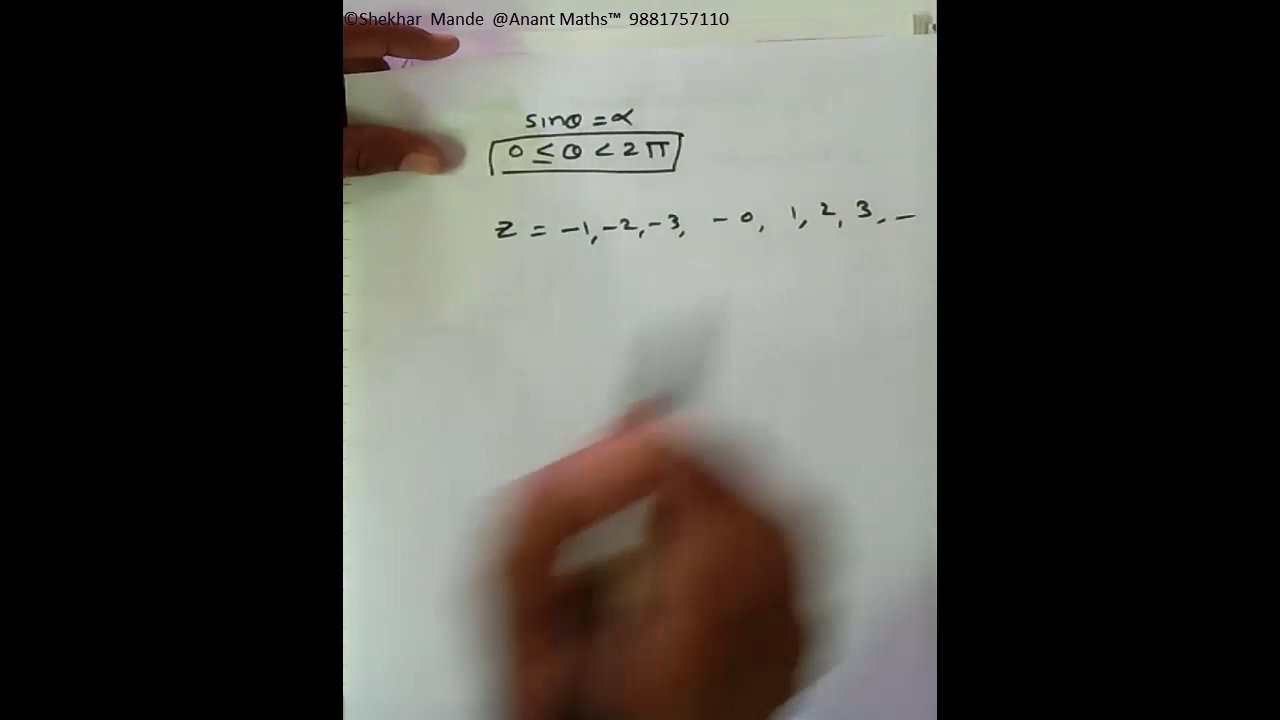 ©Shekhar Mande @Anant Maths™ 9881757110
sinθ = α
0 ≤ θ < 2π
Z = -1, -2, -3, - 0, 1, 2, 3, -